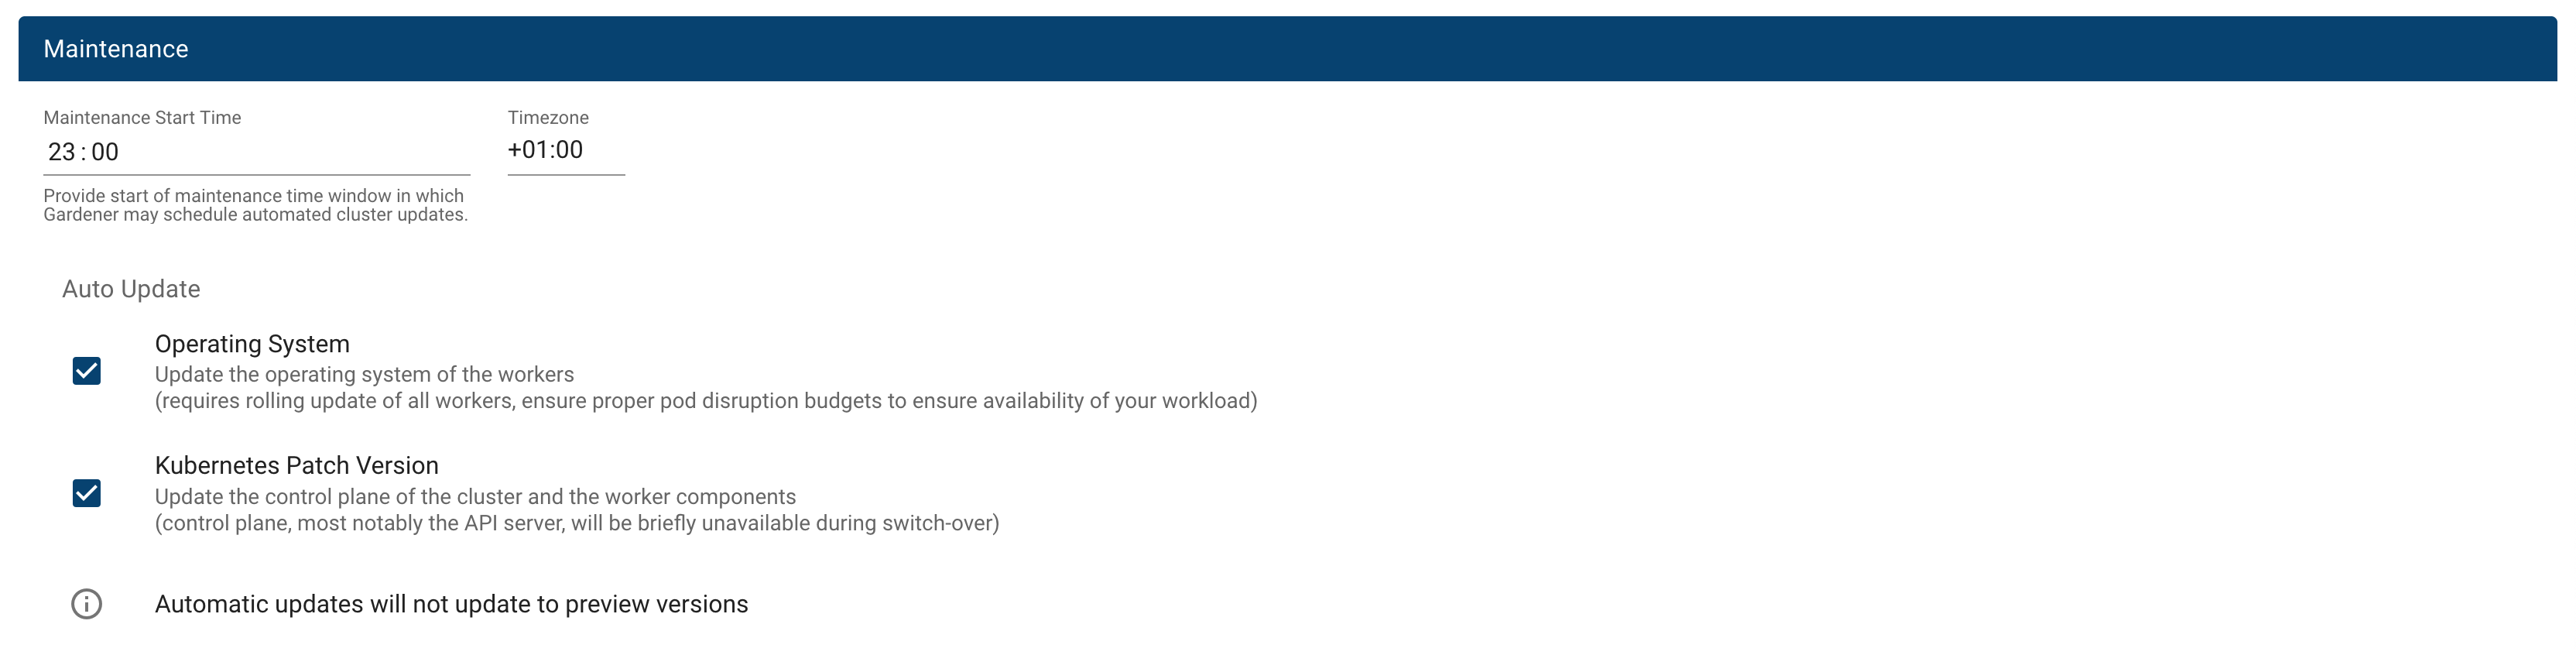 Maintenance
Maintenance Start Time
Timezone
23 : 00
+01:00
Provide start of maintenance time window in which
Gardener may schedule automated cluster updates.
Auto Update
Operating System
Update the operating system of the workers
(requires rolling update of all workers, ensure proper pod disruption budgets to ensure availability of your workload)
Kubernetes Patch Version
Update the control plane of the cluster and the worker components
(control plane, most notably the API server, will be briefly unavailable during switch-over)
Automatic updates will not update to preview versions